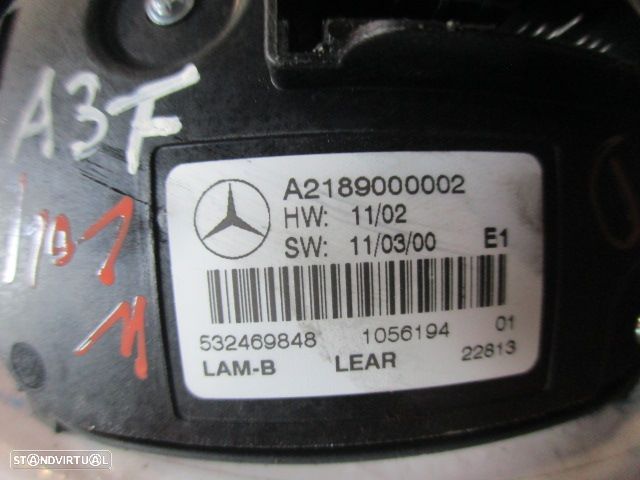 A3F
A2189000002
HW: 11/02
SW: 11/03/00 E1
532469848 1056194 01
LAM-B LEAR 22813
STANDVIRTUAL